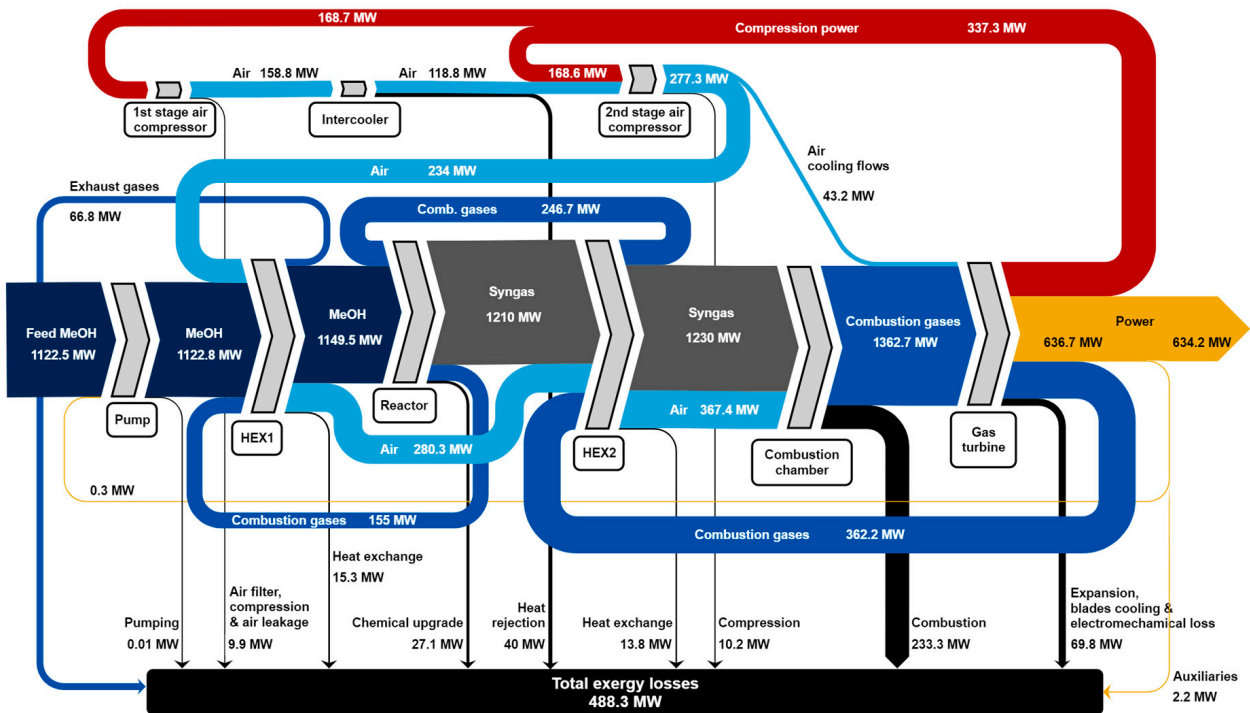 168.7 MW
Compression power 337.3 MW
Air 158.8 MW
Air 118.8 MW
168.6 MW
277.3 MW
1st stage air
compressor
Intercooler
2nd stage air
compressor
Air
cooling flows
43.2 MW
Air 234 MW
Exhaust gases
66.8 MW
Comb. gases 246.7 MW
Feed MeOH
1122.5 MW
MeOH
1122.8 MW
MeOH
1149.5 MW
Syngas
1210 MW
Syngas
1230 MW
Combustion gases
1362.7 MW
Power
636.7 MW 634.2 MW
Pump
HEX1
Reactor
Air 280.3 MW
HEX2
Air 367.4 MW
Combustion
chamber
Gas
turbine
0.3 MW
Combustion gases 155 MW
Combustion gases 362.2 MW
Heat exchange
15.3 MW
Pumping
0.01 MW
Air filter,
compression
& air leakage
9.9 MW
Chemical upgrade
27.1 MW
Heat
rejection
40 MW
Heat exchange
13.8 MW
Compression
10.2 MW
Combustion
233.3 MW
Expansion,
blades cooling &
electromechanical loss
69.8 MW
Auxiliaries
2.2 MW
Total exergy losses
488.3 MW